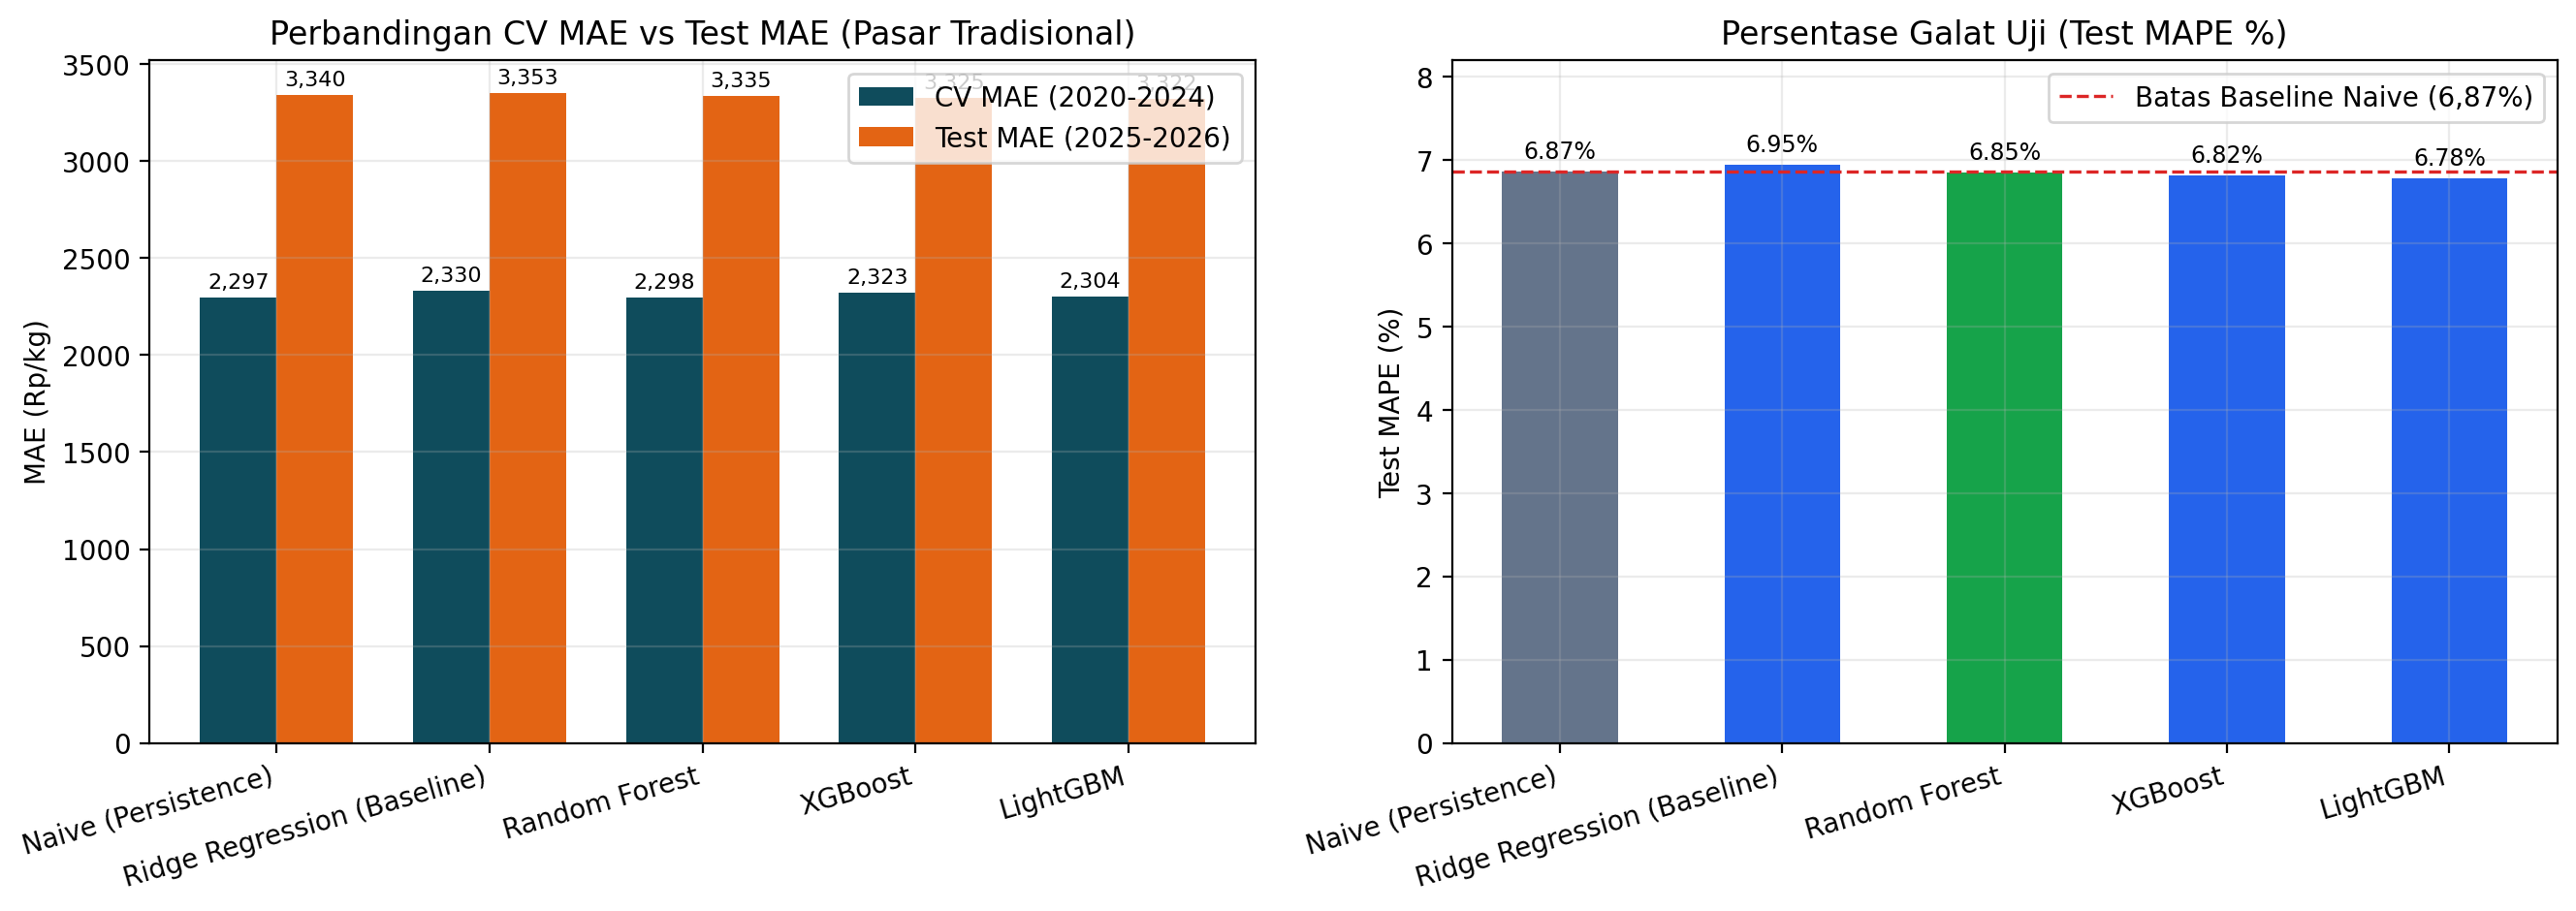 Perbandingan CV MAE vs Test MAE (Pasar Tradisional)
MAE (Rp/kg)
3500
3000
2500
2000
1500
1000
500
0
3,340
3,353
3,335
3,325
3,322
2,297
2,330
2,298
2,323
2,304
CV MAE (2020-2024)
Test MAE (2025-2026)
Naive (Persistence)
Ridge Regression (Baseline)
Random Forest
XGBoost
LightGBM
Persentase Galat Uji (Test MAPE %)
Test MAPE (%)
8
7
6
5
4
3
2
1
0
Batas Baseline Naive (6,87%)
6.87%
6.95%
6.85%
6.82%
6.78%
Naive (Persistence)
Ridge Regression (Baseline)
Random Forest
XGBoost
LightGBM